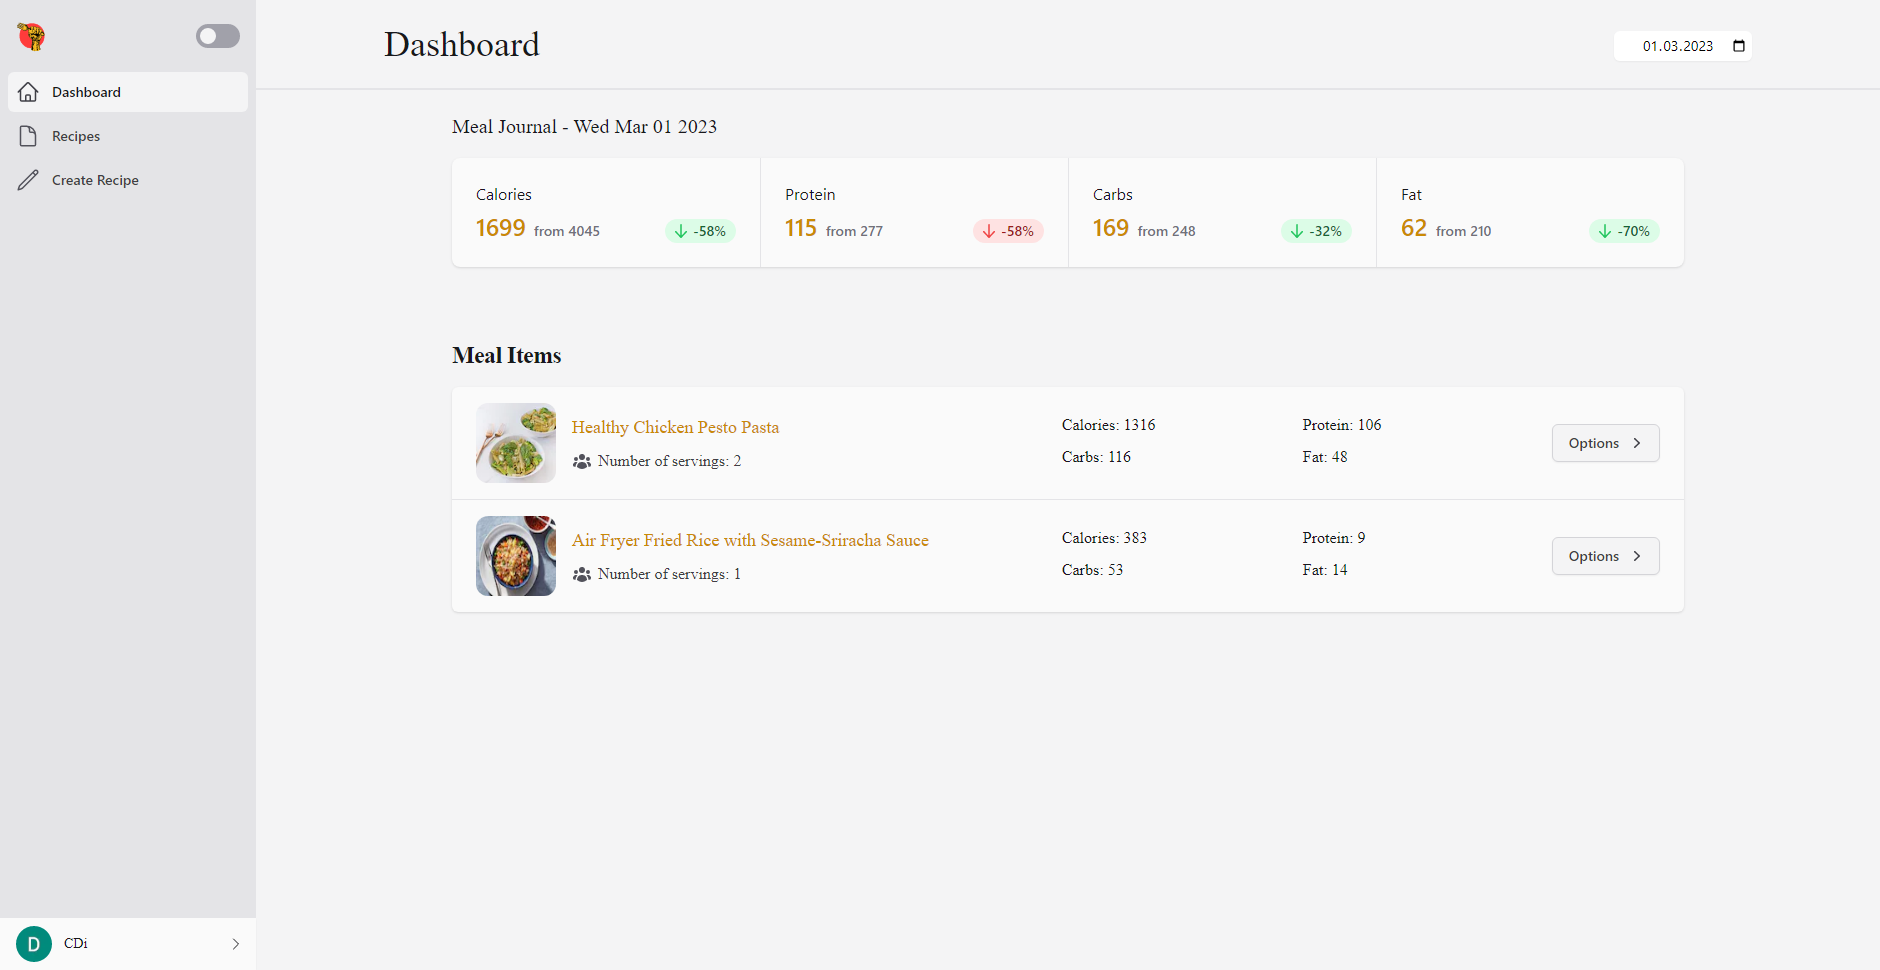 Dashboard
01.03.2023
Dashboard
Recipes
Create Recipe
Meal Journal - Wed Mar 01 2023
Calories
1699 from 4045 -58%
Protein
115 from 277 -58%
Carbs
169 from 248 -32%
Fat
62 from 210 -70%
Meal Items
Healthy Chicken Pesto Pasta
Number of servings: 2
Calories: 1316
Carbs: 116
Protein: 106
Fat: 48
Options
Air Fryer Fried Rice with Sesame-Sriracha Sauce
Number of servings: 1
Calories: 383
Carbs: 53
Protein: 9
Fat: 14
Options
D CDi